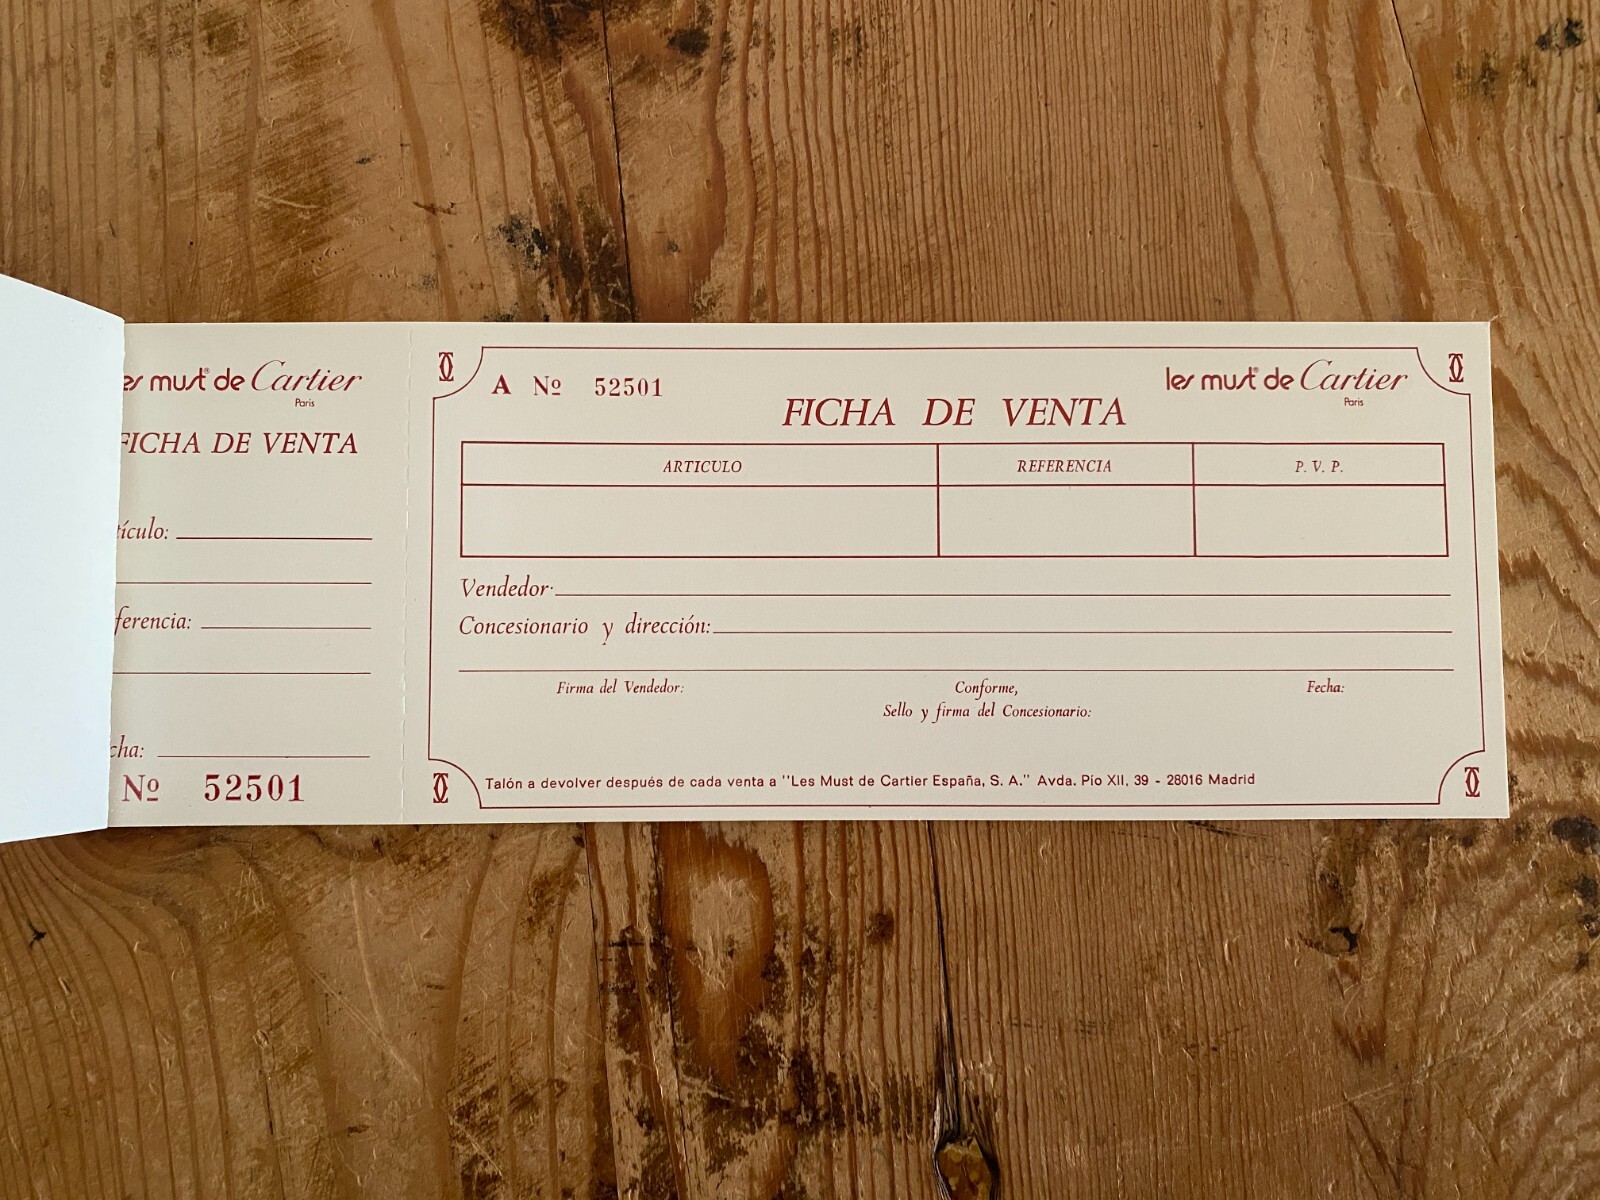 les must® de Cartier
Paris
FICHA DE VENTA
tículo:
ferencia:
cha:
Nº 52501
A Nº 52501
les must® de Cartier
Paris
FICHA DE VENTA
ARTICULO REFERENCIA P. V. P.
Vendedor:
Concesionario y dirección:
Firma del Vendedor: Conforme, Fecha:
Sello y firma del Concesionario:
Talón a devolver después de cada venta a "Les Must de Cartier España, S. A." Avda. Pío XII, 39 - 28016 Madrid